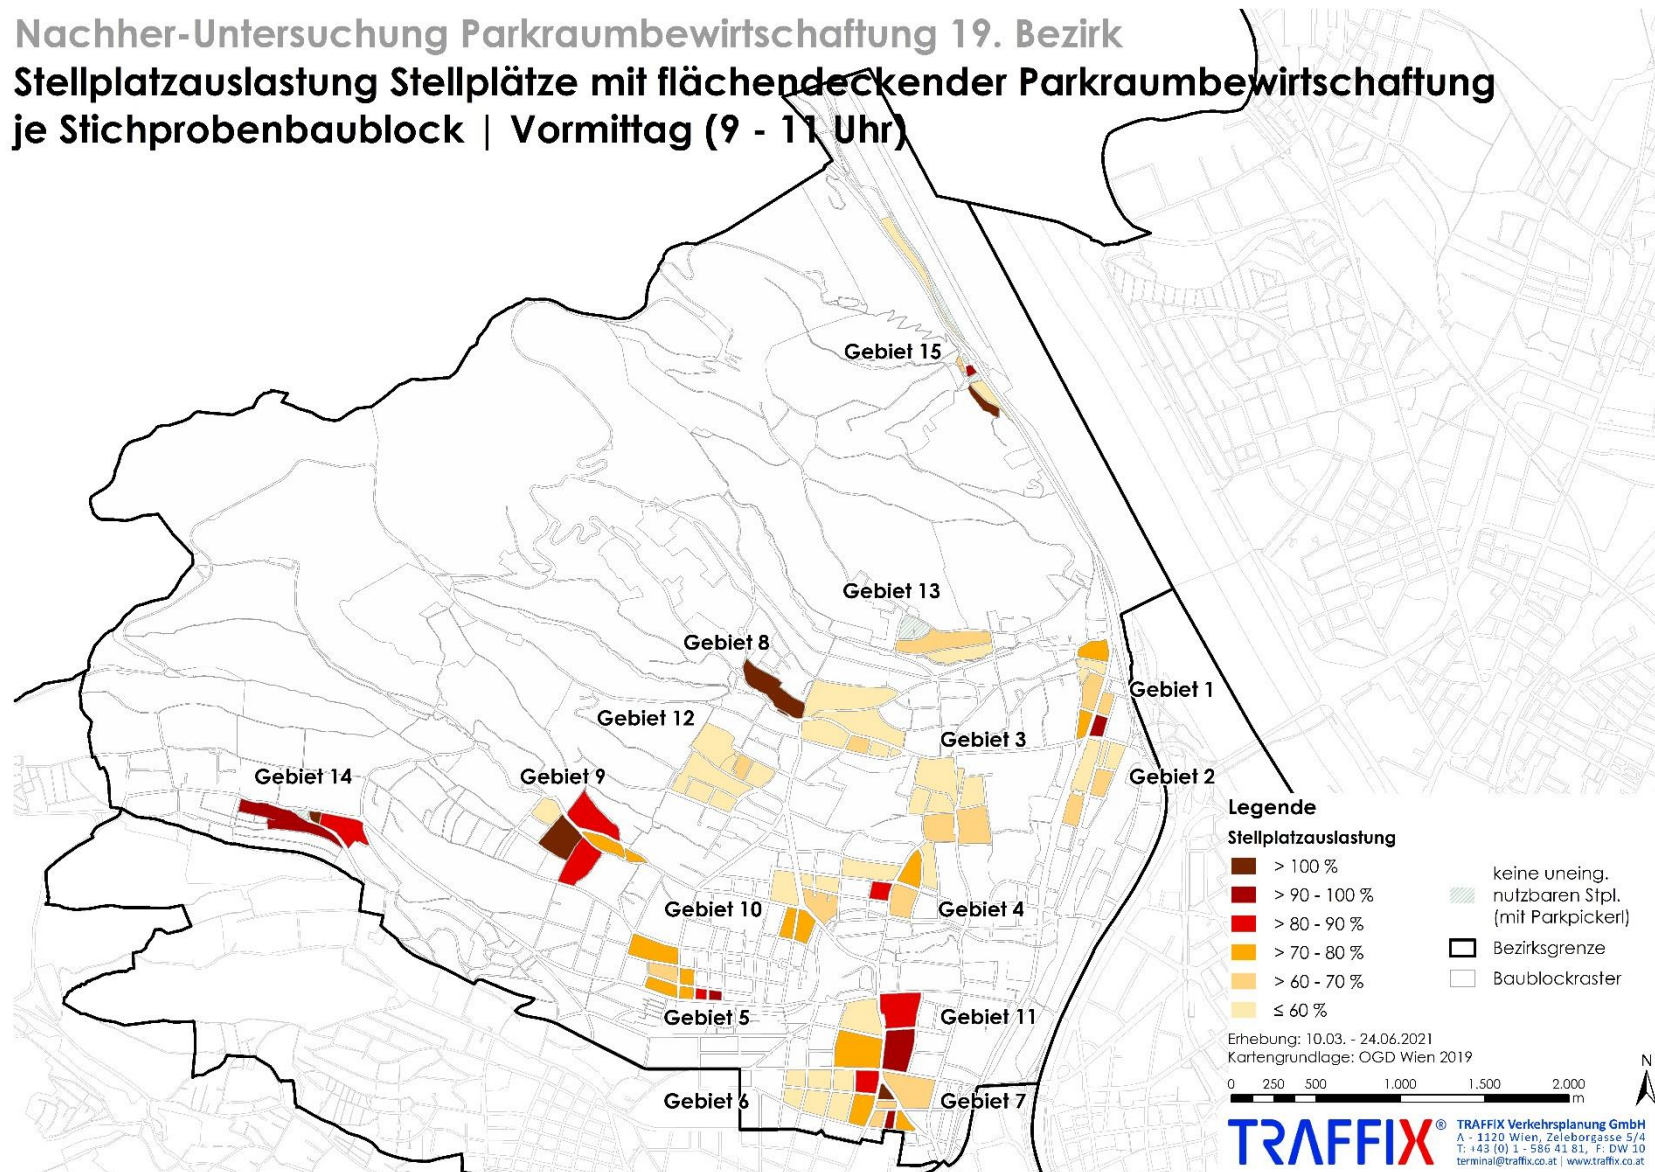 Nachher-Untersuchung Parkraumbewirtschaftung 19. Bezirk
Stellplatzauslastung Stellplätze mit flächendeckender Parkraumbewirtschaftung
je Stichprobenbaublock | Vormittag (9 - 11 Uhr)
Gebiet 15
Gebiet 13
Gebiet 8
Gebiet 1
Gebiet 12
Gebiet 3
Gebiet 14
Gebiet 9
Gebiet 2
Gebiet 10
Gebiet 4
Gebiet 5
Gebiet 11
Gebiet 6
Gebiet 7
Legende
Stellplatzauslastung
> 100 %
> 90 - 100 %
> 80 - 90 %
> 70 - 80 %
> 60 - 70 %
≤ 60 %
keine uneing.
nutzbaren Stpl.
(mit Parkpickerl)
Bezirksgrenze
Baublockraster
Erhebung: 10.03. - 24.06.2021
Kartengrundlage: OGD Wien 2019
0 250 500 1.000 1.500 2.000
m
N
TRAFFIX®
TRAFFIX Verkehrsplanung GmbH
A - 1120 Wien, Zeleborgasse 5/4
T: +43 (0) 1 - 586 41 81, F: DW 10
terminal@traffix.co.at | www.traffix.co.at